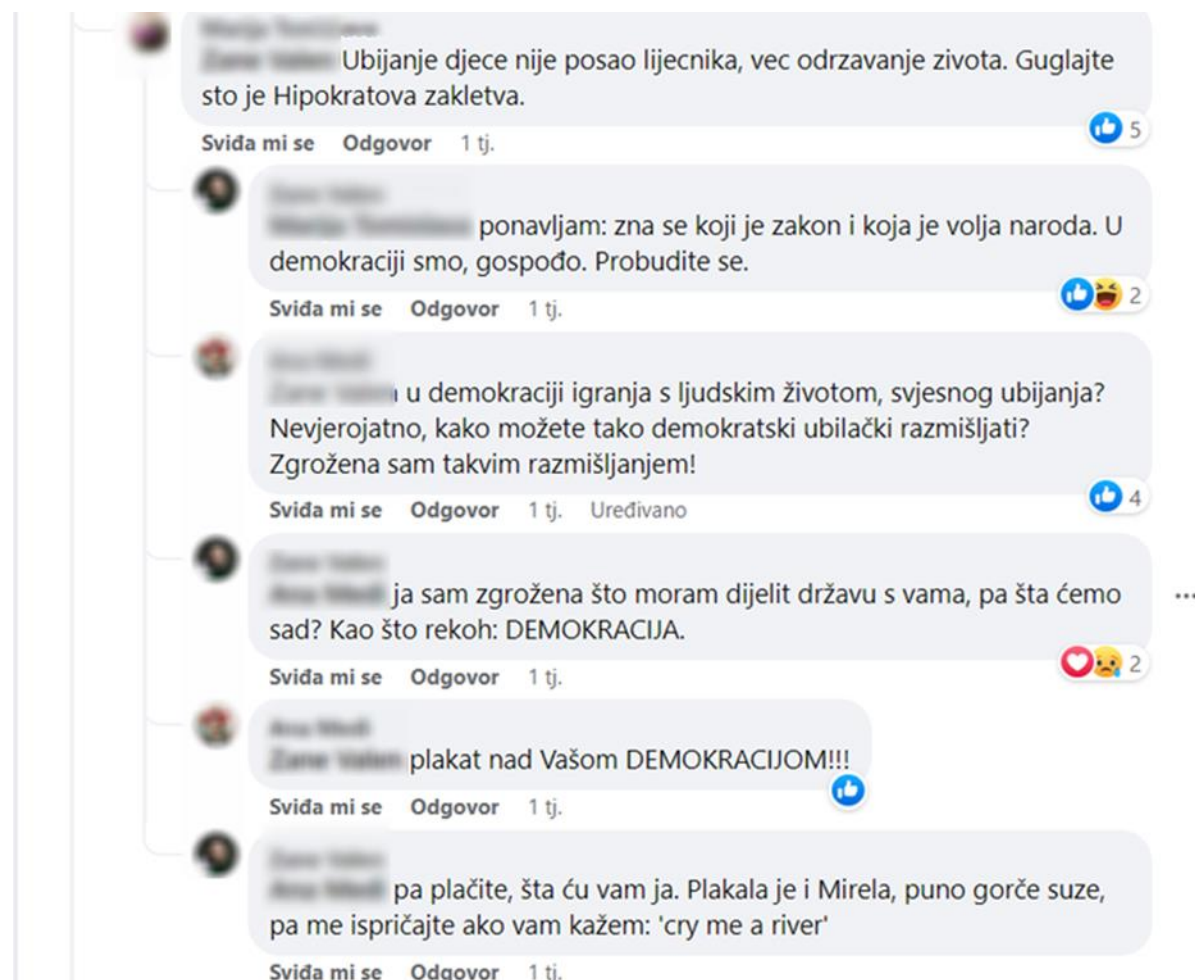 Ubijanje djece nije posao lijecnika, vec odrzavanje zivota. Guglajte
sto je Hipokratova zakletva.
5
Sviđa mi se Odgovor 1 tj.
ponavljam: zna se koji je zakon i koja je volja naroda. U
demokraciji smo, gospođo. Probudite se.
2
Sviđa mi se Odgovor 1 tj.
u demokraciji igranja s ljudskim životom, svjesnog ubijanja?
Nevjerojatno, kako možete tako demokratski ubilački razmišljati?
Zgrožena sam takvim razmišljanjem!
4
Sviđa mi se Odgovor 1 tj. Uređivano
ja sam zgrožena što moram dijelit državu s vama, pa šta ćemo
sad? Kao što rekoh: DEMOKRACIJA.
2
Sviđa mi se Odgovor 1 tj.
plakat nad Vašom DEMOKRACIJOM!!!
Sviđa mi se Odgovor 1 tj.
pa plačite, šta ću vam ja. Plakala je i Mirela, puno gorče suze,
pa me ispričajte ako vam kažem: 'cry me a river'
Sviđa mi se Odgovor 1 tj.